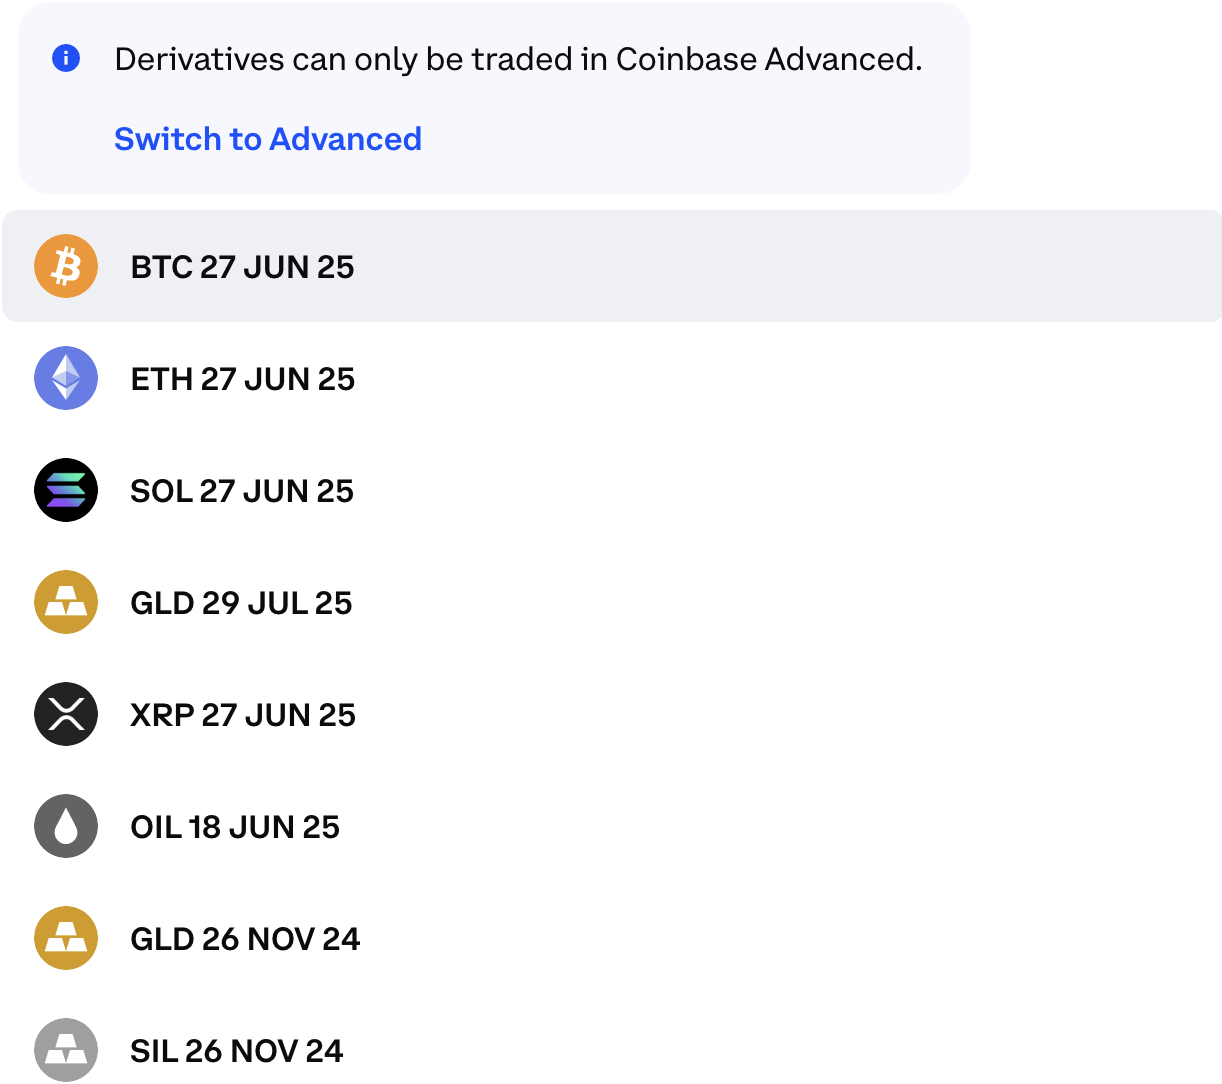 Derivatives can only be traded in Coinbase Advanced.
Switch to Advanced
BTC 27 JUN 25
ETH 27 JUN 25
SOL 27 JUN 25
GLD 29 JUL 25
XRP 27 JUN 25
OIL 18 JUN 25
GLD 26 NOV 24
SIL 26 NOV 24